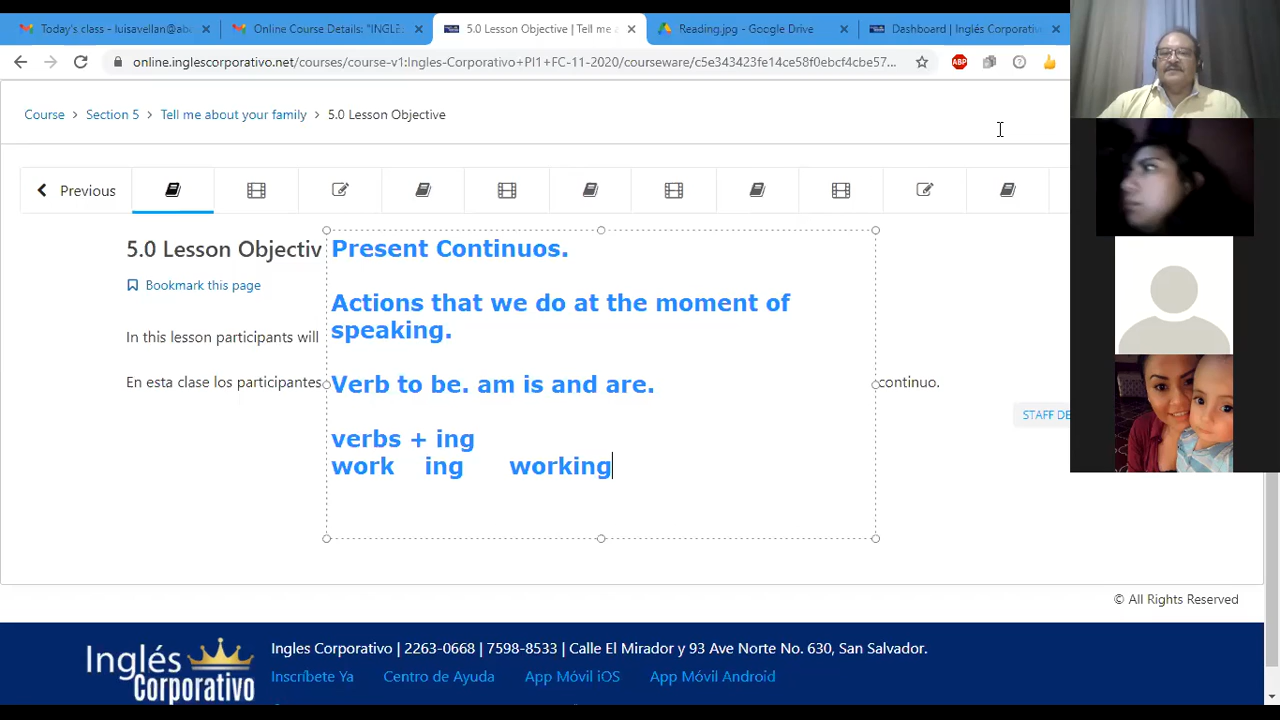 Today's class - luisavellan@abc
Online Course Details: "INGLÉ
5.0 Lesson Objective | Tell me a
Reading.jpg - Google Drive
Dashboard | Inglés Corporativo
online.inglescorporativo.net/courses/course-v1:Ingles-Corporativo+PI1+FC-11-2020/courseware/c5e343423fe14ce58f0ebcf4cbe57...
ABP
Course > Section 5 > Tell me about your family > 5.0 Lesson Objective
Previous
5.0 Lesson Objectiv
Bookmark this page
In this lesson participants will
En esta clase los participantes
continuo.
Present Continuos.
Actions that we do at the moment of
speaking.
Verb to be. am is and are.
verbs + ing
work ing working
STAFF DE
© All Rights Reserved
Inglés Corporativo
Ingles Corporativo | 2263-0668 | 7598-8533 | Calle El Mirador y 93 Ave Norte No. 630, San Salvador.
Inscríbete Ya Centro de Ayuda App Móvil iOS App Móvil Android